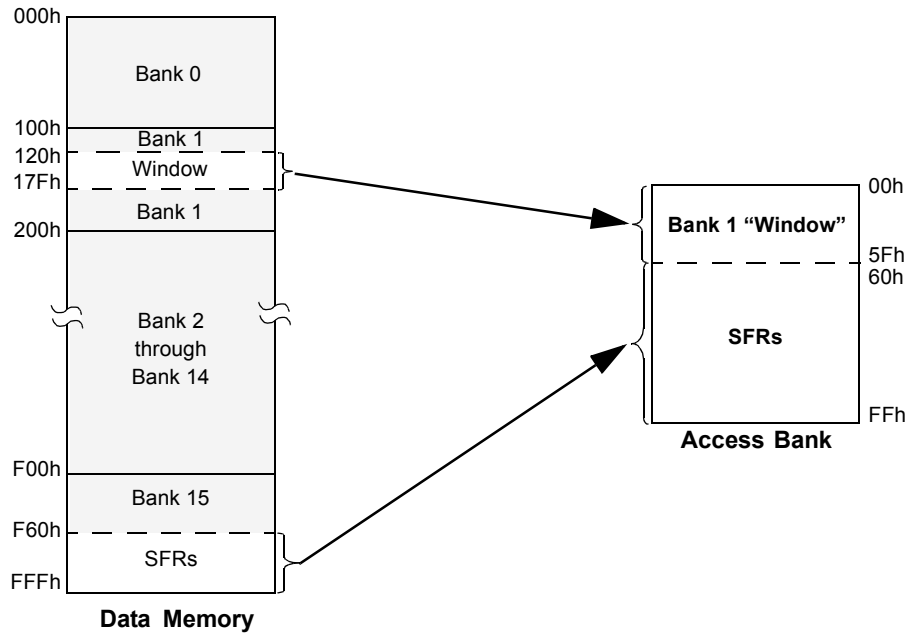 000h
Bank 0
100h
Bank 1
120h
Window
17Fh
Bank 1
200h
Bank 2
through
Bank 14
F00h
Bank 15
F60h
SFRs
FFFh
Data Memory
00h
Bank 1 “Window”
5Fh
60h
SFRs
FFh
Access Bank